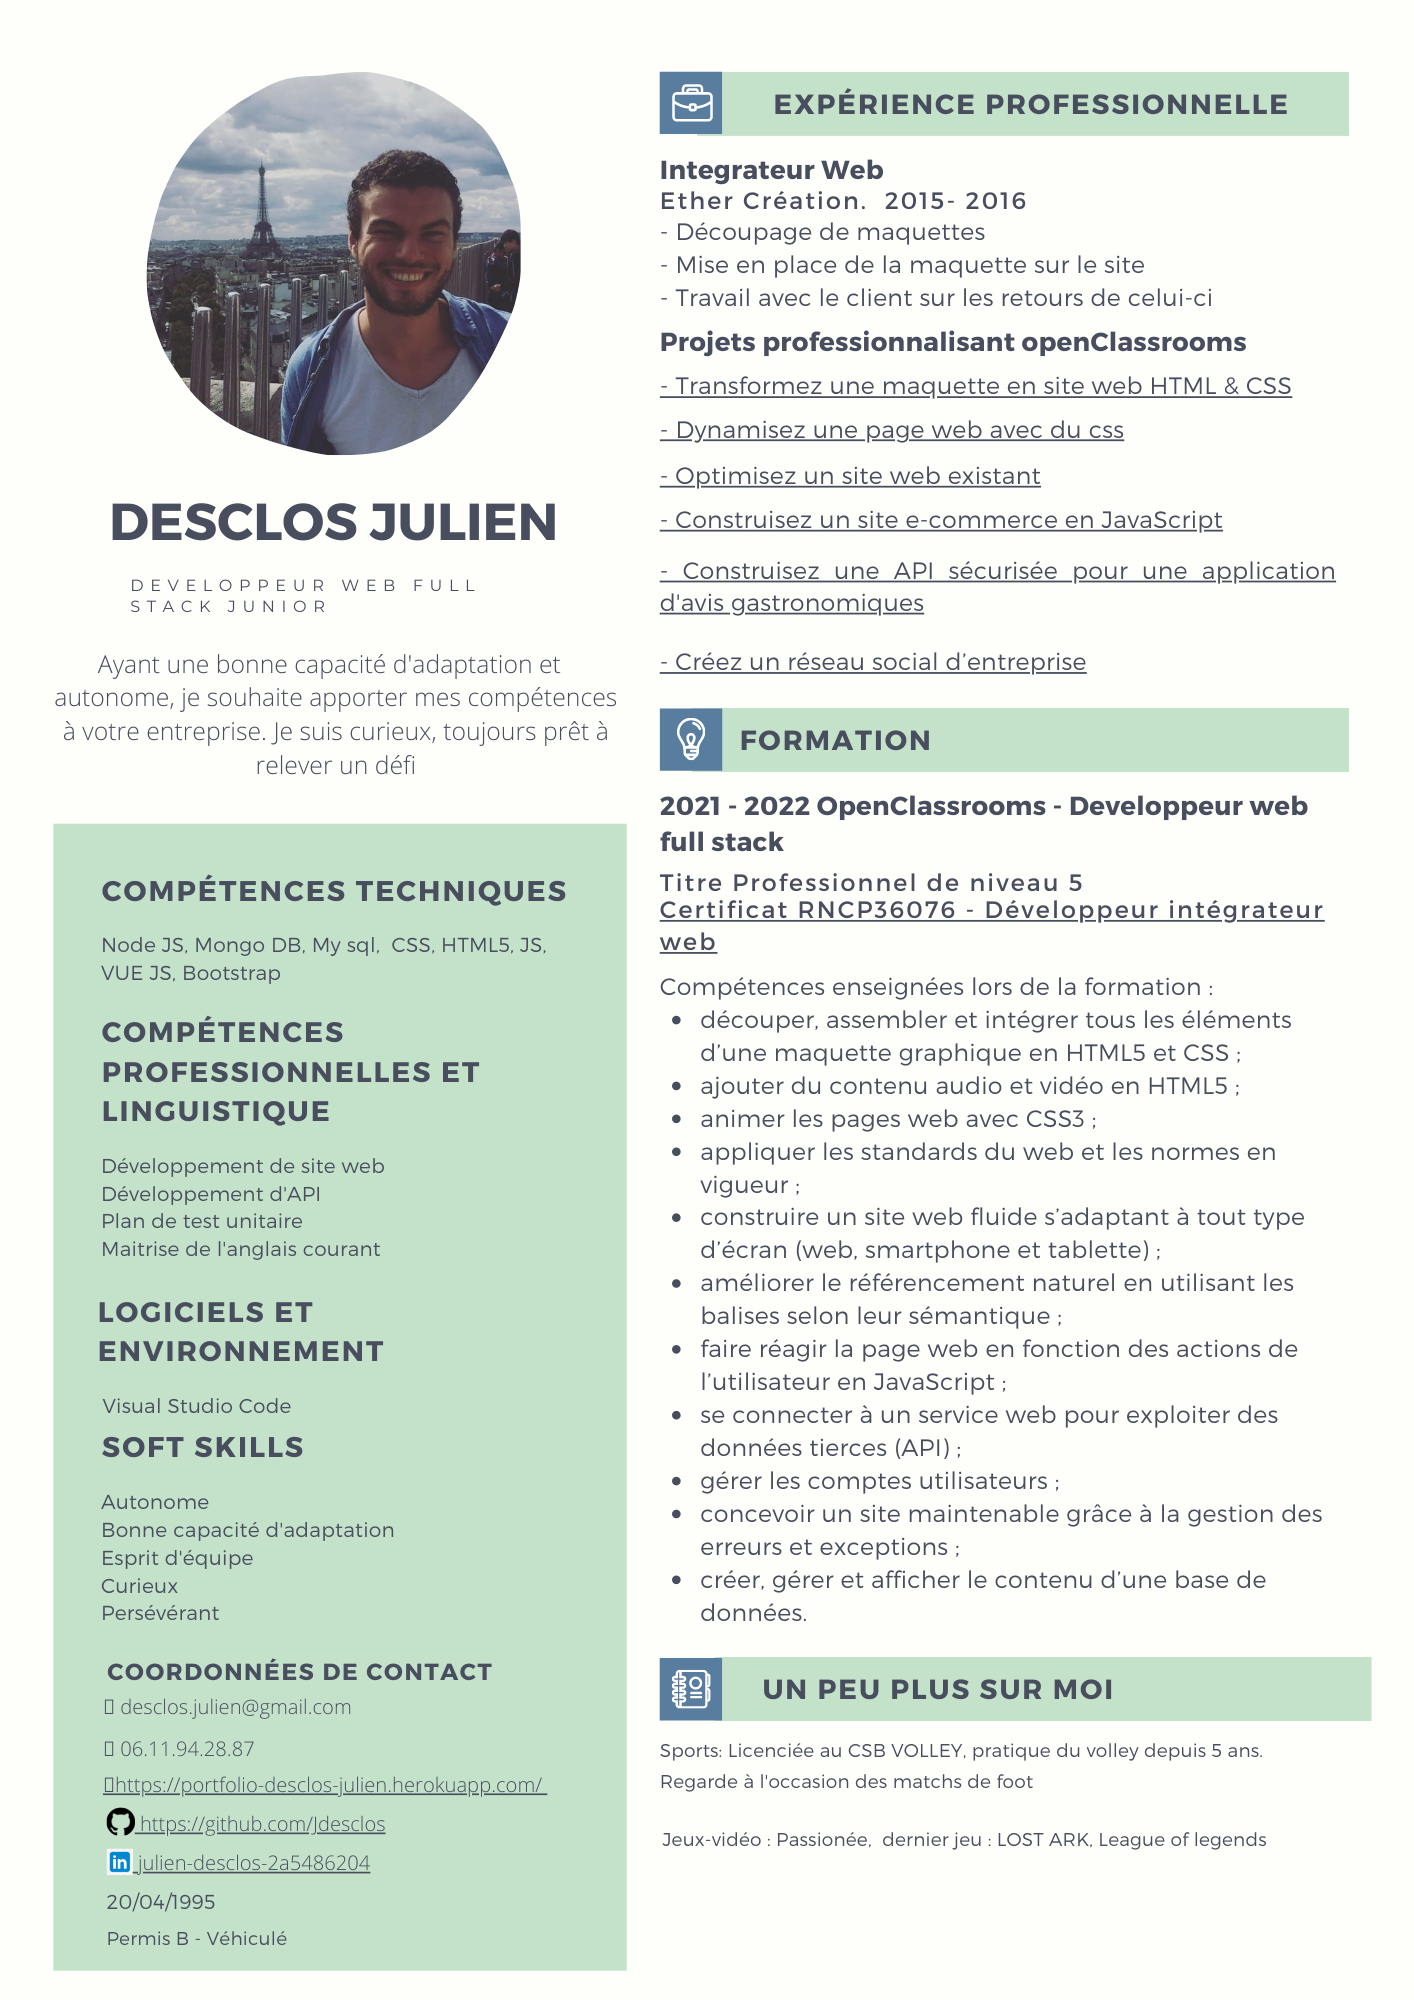 DESCLOS JULIEN
DEVELOPPEUR WEB FULL
STACK JUNIOR
Ayant une bonne capacité d'adaptation et
autonome, je souhaite apporter mes compétences
à votre entreprise. Je suis curieux, toujours prêt à
relever un défi
COMPÉTENCES TECHNIQUES
Node JS, Mongo DB, My sql,  CSS, HTML5, JS,
VUE JS, Bootstrap
COMPÉTENCES
PROFESSIONNELLES ET
LINGUISTIQUE
Développement de site web
Développement d'API
Plan de test unitaire
Maitrise de l'anglais courant
LOGICIELS ET
ENVIRONNEMENT
Visual Studio Code
SOFT SKILLS
Autonome
Bonne capacité d'adaptation
Esprit d'équipe
Curieux
Persévérant
COORDONNÉES DE CONTACT
desclos.julien@gmail.com
06.11.94.28.87
https://portfolio-desclos-julien.herokuapp.com/
https://github.com/Jdesclos
in julien-desclos-2a5486204
20/04/1995
Permis B - Véhiculé
EXPÉRIENCE PROFESSIONNELLE
Integrateur Web
Ether Création.  2015- 2016
- Découpage de maquettes
- Mise en place de la maquette sur le site
- Travail avec le client sur les retours de celui-ci
Projets professionnalisant openClassrooms
- Transformez une maquette en site web HTML & CSS
- Dynamisez une page web avec du css
- Optimisez un site web existant
- Construisez un site e-commerce en JavaScript
- Construisez une API sécurisée pour une application
d'avis gastronomiques
- Créez un réseau social d’entreprise
FORMATION
2021 - 2022 OpenClassrooms - Developpeur web
full stack
Titre Professionnel de niveau 5
Certificat RNCP36076 - Développeur intégrateur
web
Compétences enseignées lors de la formation :
• découper, assembler et intégrer tous les éléments
d’une maquette graphique en HTML5 et CSS ;
• ajouter du contenu audio et vidéo en HTML5 ;
• animer les pages web avec CSS3 ;
• appliquer les standards du web et les normes en
vigueur ;
• construire un site web fluide s’adaptant à tout type
d’écran (web, smartphone et tablette) ;
• améliorer le référencement naturel en utilisant les
balises selon leur sémantique ;
• faire réagir la page web en fonction des actions de
l’utilisateur en JavaScript ;
• se connecter à un service web pour exploiter des
données tierces (API) ;
• gérer les comptes utilisateurs ;
• concevoir un site maintenable grâce à la gestion des
erreurs et exceptions ;
• créer, gérer et afficher le contenu d’une base de
données.
UN PEU PLUS SUR MOI
Sports: Licenciée au CSB VOLLEY, pratique du volley depuis 5 ans.
Regarde à l'occasion des matchs de foot
Jeux-vidéo : Passionée,  dernier jeu : LOST ARK, League of legends